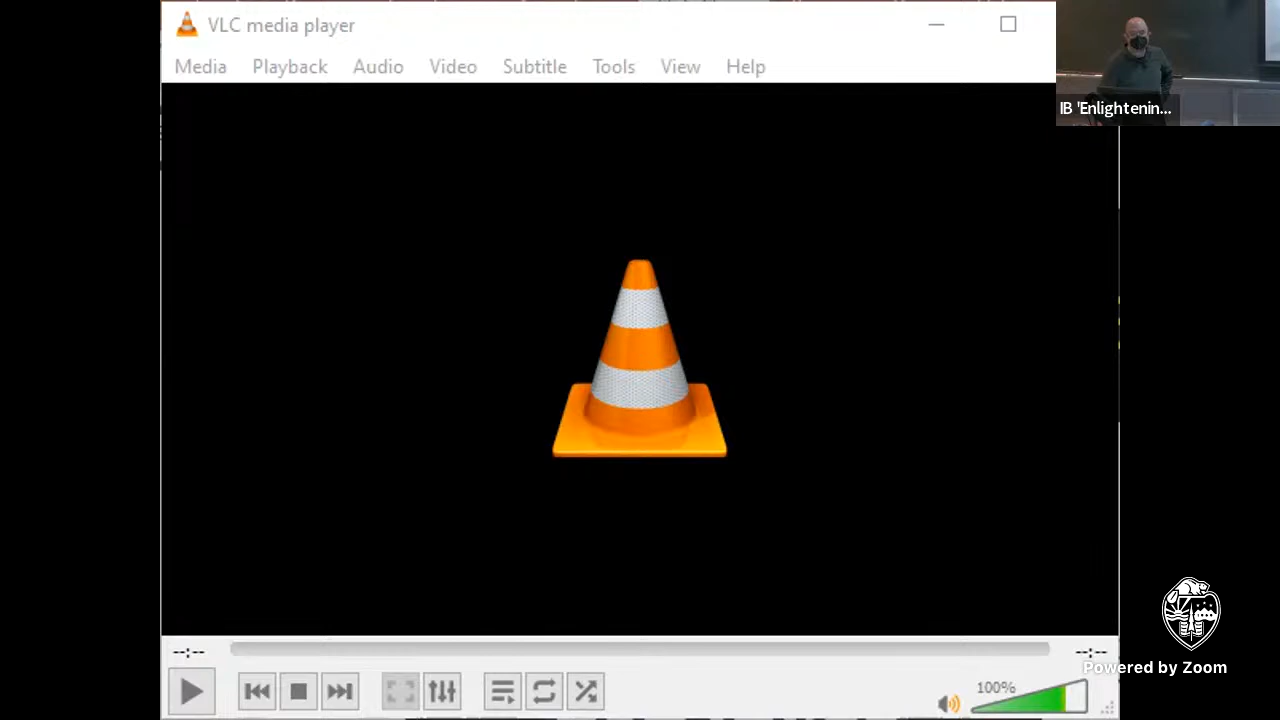 VLC media player
Media Playback Audio Video Subtitle Tools View Help
IB 'Enlightenin...
--:-- --:--
100%
Powered by Zoom